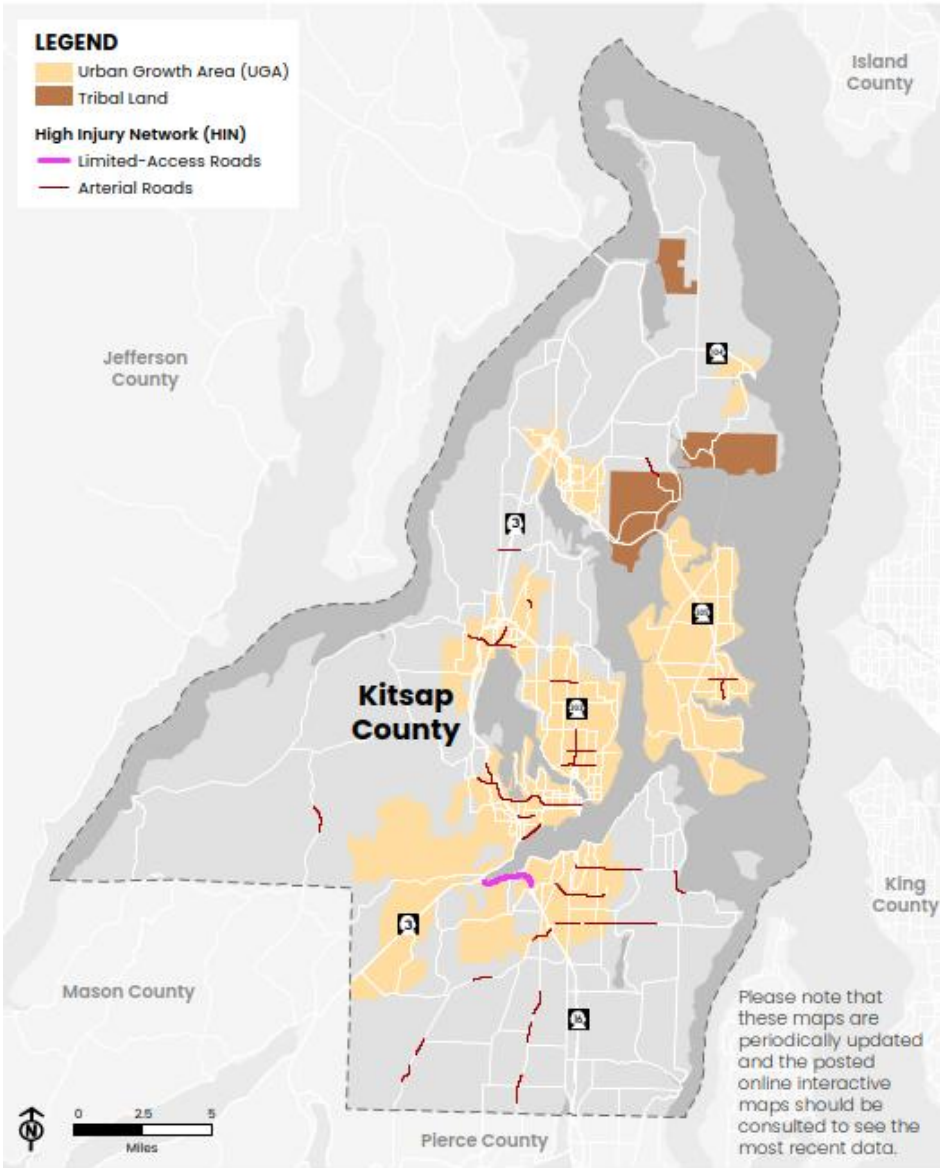 LEGEND
Urban Growth Area (UGA)
Tribal Land
High Injury Network (HIN)
Limited-Access Roads
Arterial Roads
Island
County
Jefferson
County
104
3
305
Kitsap
County
303
King
County
3
Mason County
16
Please note that
these maps are
periodically updated
and the posted
online interactive
maps should be
consulted to see the
most recent data.
N
0 2.5 5
Miles
Pierce County